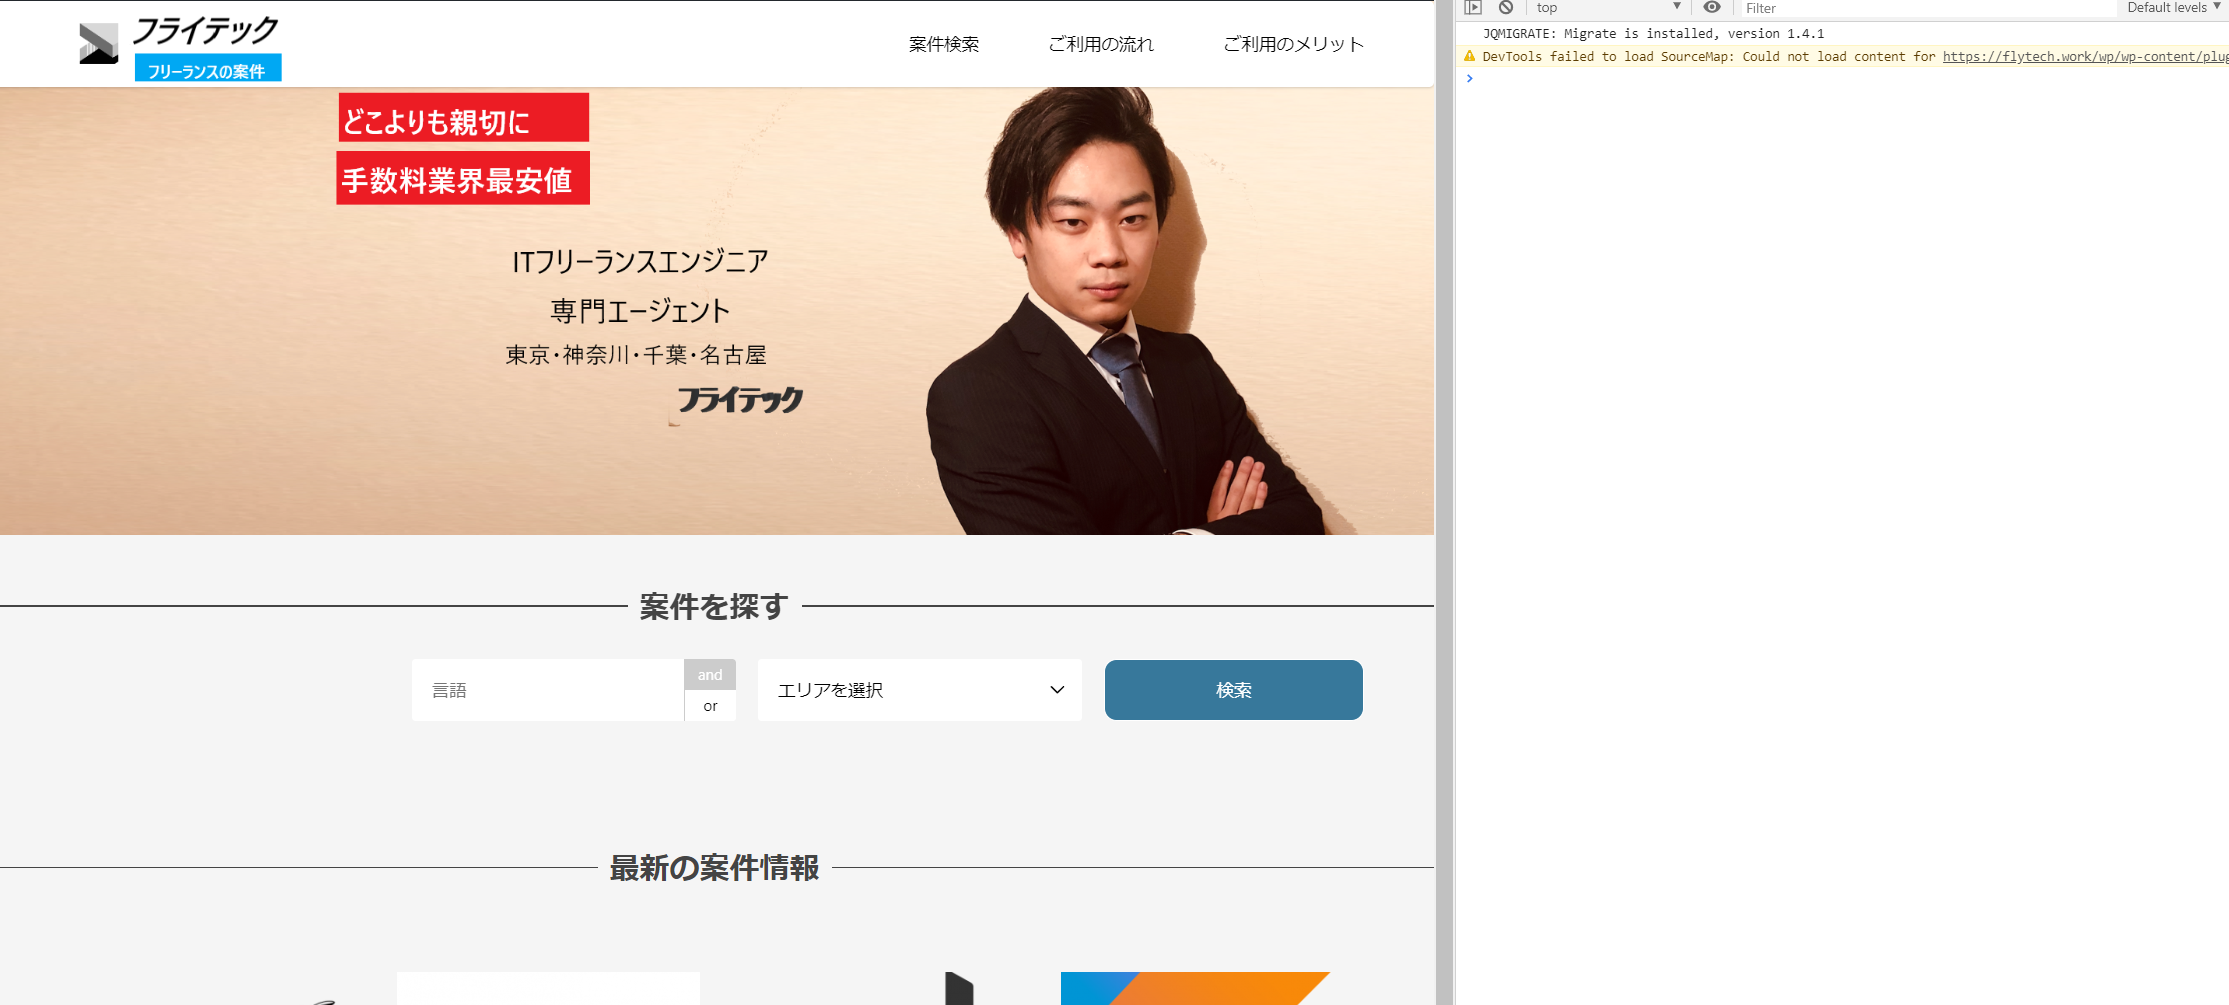 フライテック
フリーランスの案件
案件検索
ご利用の流れ
ご利用のメリット
どこよりも親切に
手数料業界最安値
ITフリーランスエンジニア
専門エージェント
東京・神奈川・千葉・名古屋
フライテック
案件を探す
言語
and
or
エリアを選択
検索
最新の案件情報
top
Filter
Default levels
JQMIGRATE: Migrate is installed, version 1.4.1
DevTools failed to load SourceMap: Could not load content for https://flytech.work/wp/wp-content/plug